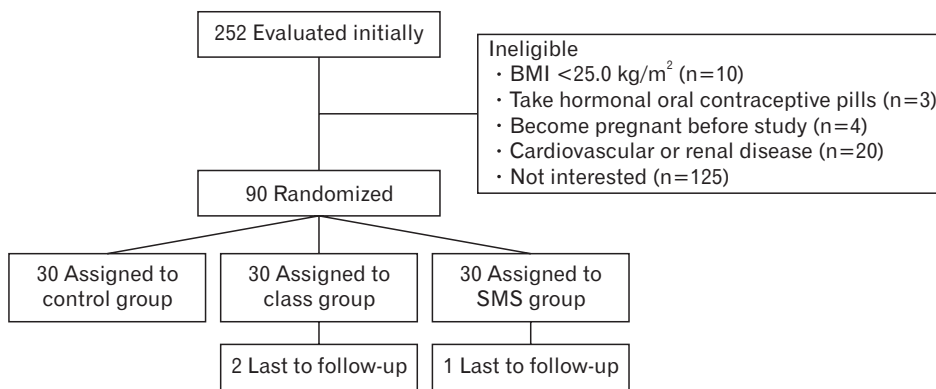 252 Evaluated initially
Ineligible
· BMI <25.0 kg/m² (n=10)
· Take hormonal oral contraceptive pills (n=3)
· Become pregnant before study (n=4)
· Cardiovascular or renal disease (n=20)
· Not interested (n=125)
90 Randomized
30 Assigned to
control group
30 Assigned to
class group
30 Assigned to
SMS group
2 Last to follow-up
1 Last to follow-up